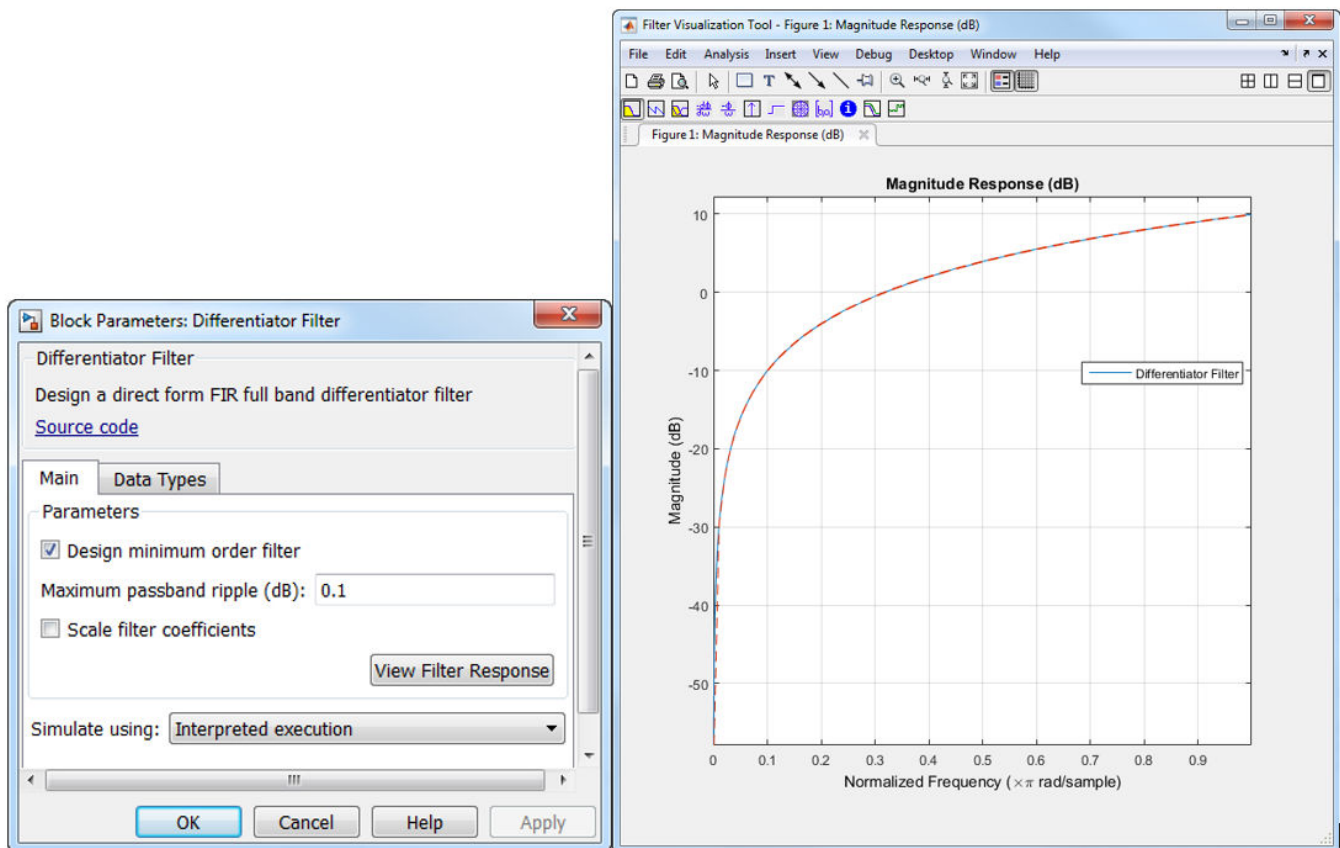 Block Parameters: Differentiator Filter
Differentiator Filter
Design a direct form FIR full band differentiator filter
Source code
Main Data Types
Parameters
Design minimum order filter
Maximum passband ripple (dB): 0.1
Scale filter coefficients
View Filter Response
Simulate using: Interpreted execution
OK Cancel Help Apply
Filter Visualization Tool - Figure 1: Magnitude Response (dB)
File Edit Analysis Insert View Debug Desktop Window Help
Figure 1: Magnitude Response (dB)
Magnitude Response (dB)
10
0
-10
-20
-30
-40
-50
Magnitude (dB)
Differentiator Filter
0 0.1 0.2 0.3 0.4 0.5 0.6 0.7 0.8 0.9
Normalized Frequency (×π rad/sample)